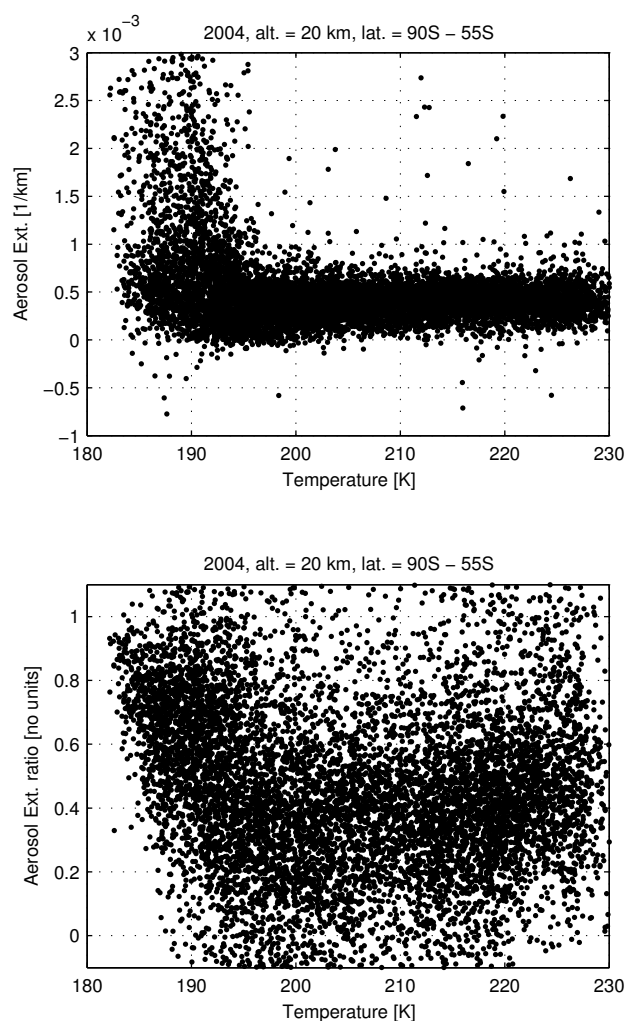 x 10⁻³
2004, alt. = 20 km, lat. = 90S − 55S
3
2.5
2
1.5
1
0.5
0
−0.5
−1
Aerosol Ext. [1/km]
180 190 200 210 220 230
Temperature [K]
2004, alt. = 20 km, lat. = 90S − 55S
1
0.8
0.6
0.4
0.2
0
Aerosol Ext. ratio [no units]
180 190 200 210 220 230
Temperature [K]